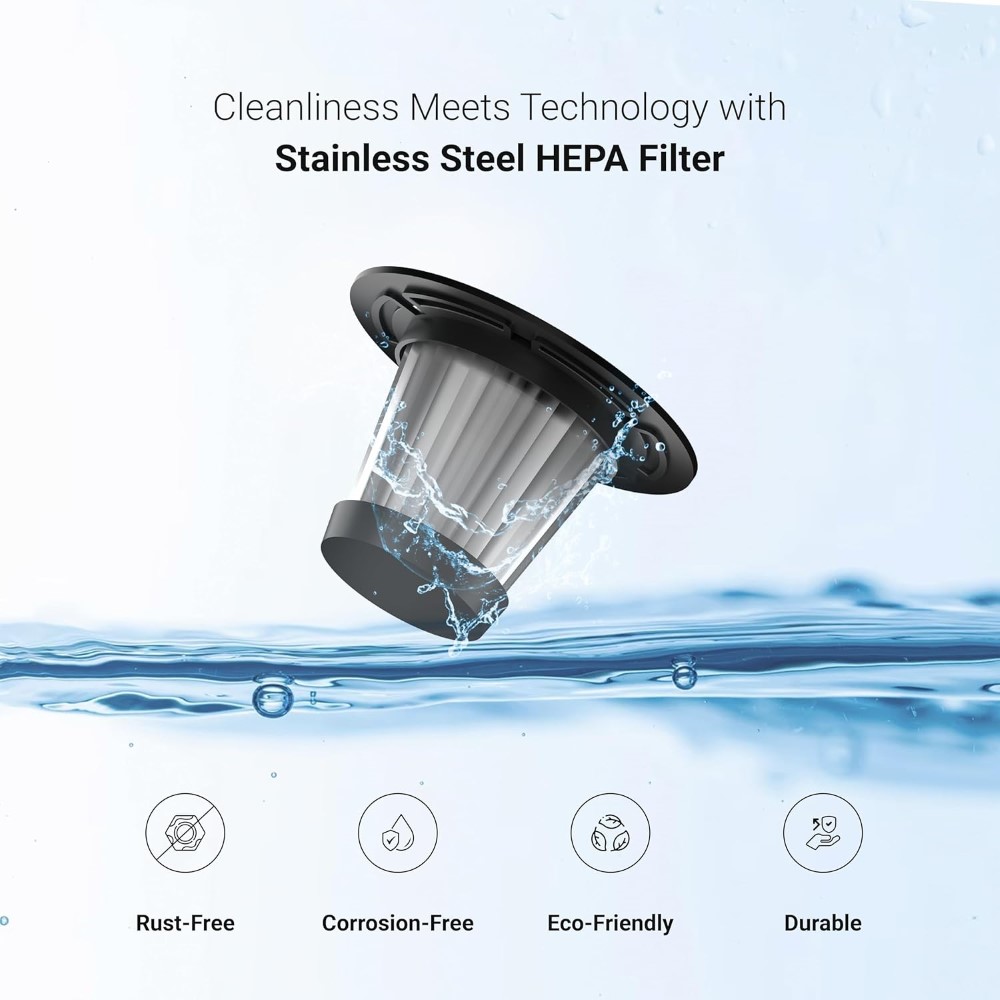 Cleanliness Meets Technology with
Stainless Steel HEPA Filter
Rust-Free
Corrosion-Free
Eco-Friendly
Durable